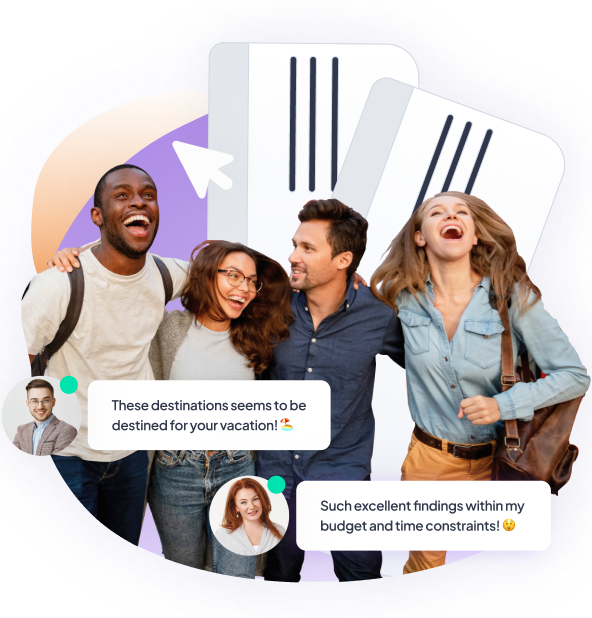 These destinations seems to be
destined for your vacation! 🏖️
Such excellent findings within my
budget and time constraints! 😯